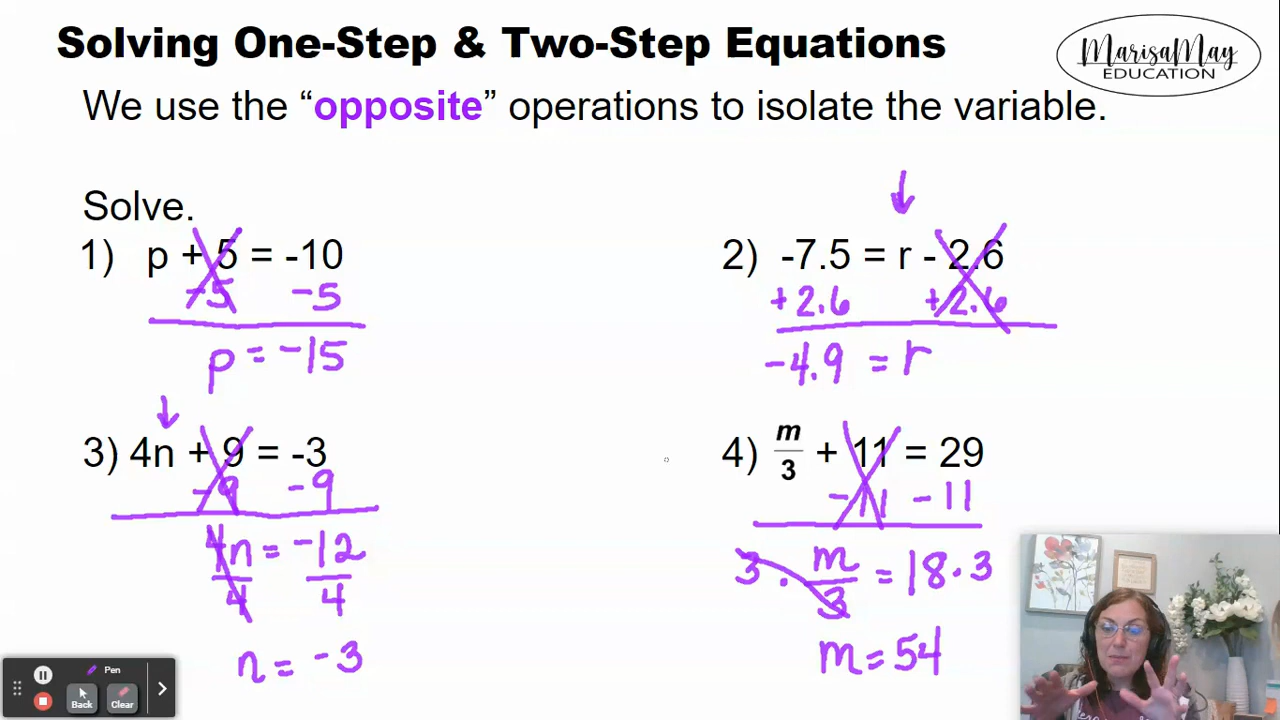 Solving One-Step & Two-Step Equations
MarisaMay
EDUCATION
We use the “opposite” operations to isolate the variable.
Solve.
1) p + 5 = -10
-5 -5
p = -15
2) -7.5 = r - 2.6
+2.6 +2.6
-4.9 = r
3) 4n + 9 = -3
-9 -9
4n = -12
4 4
n = -3
4) m/3 + 11 = 29
-11 -11
3 · m/3 = 18 · 3
m = 54
Pen
Back Clear